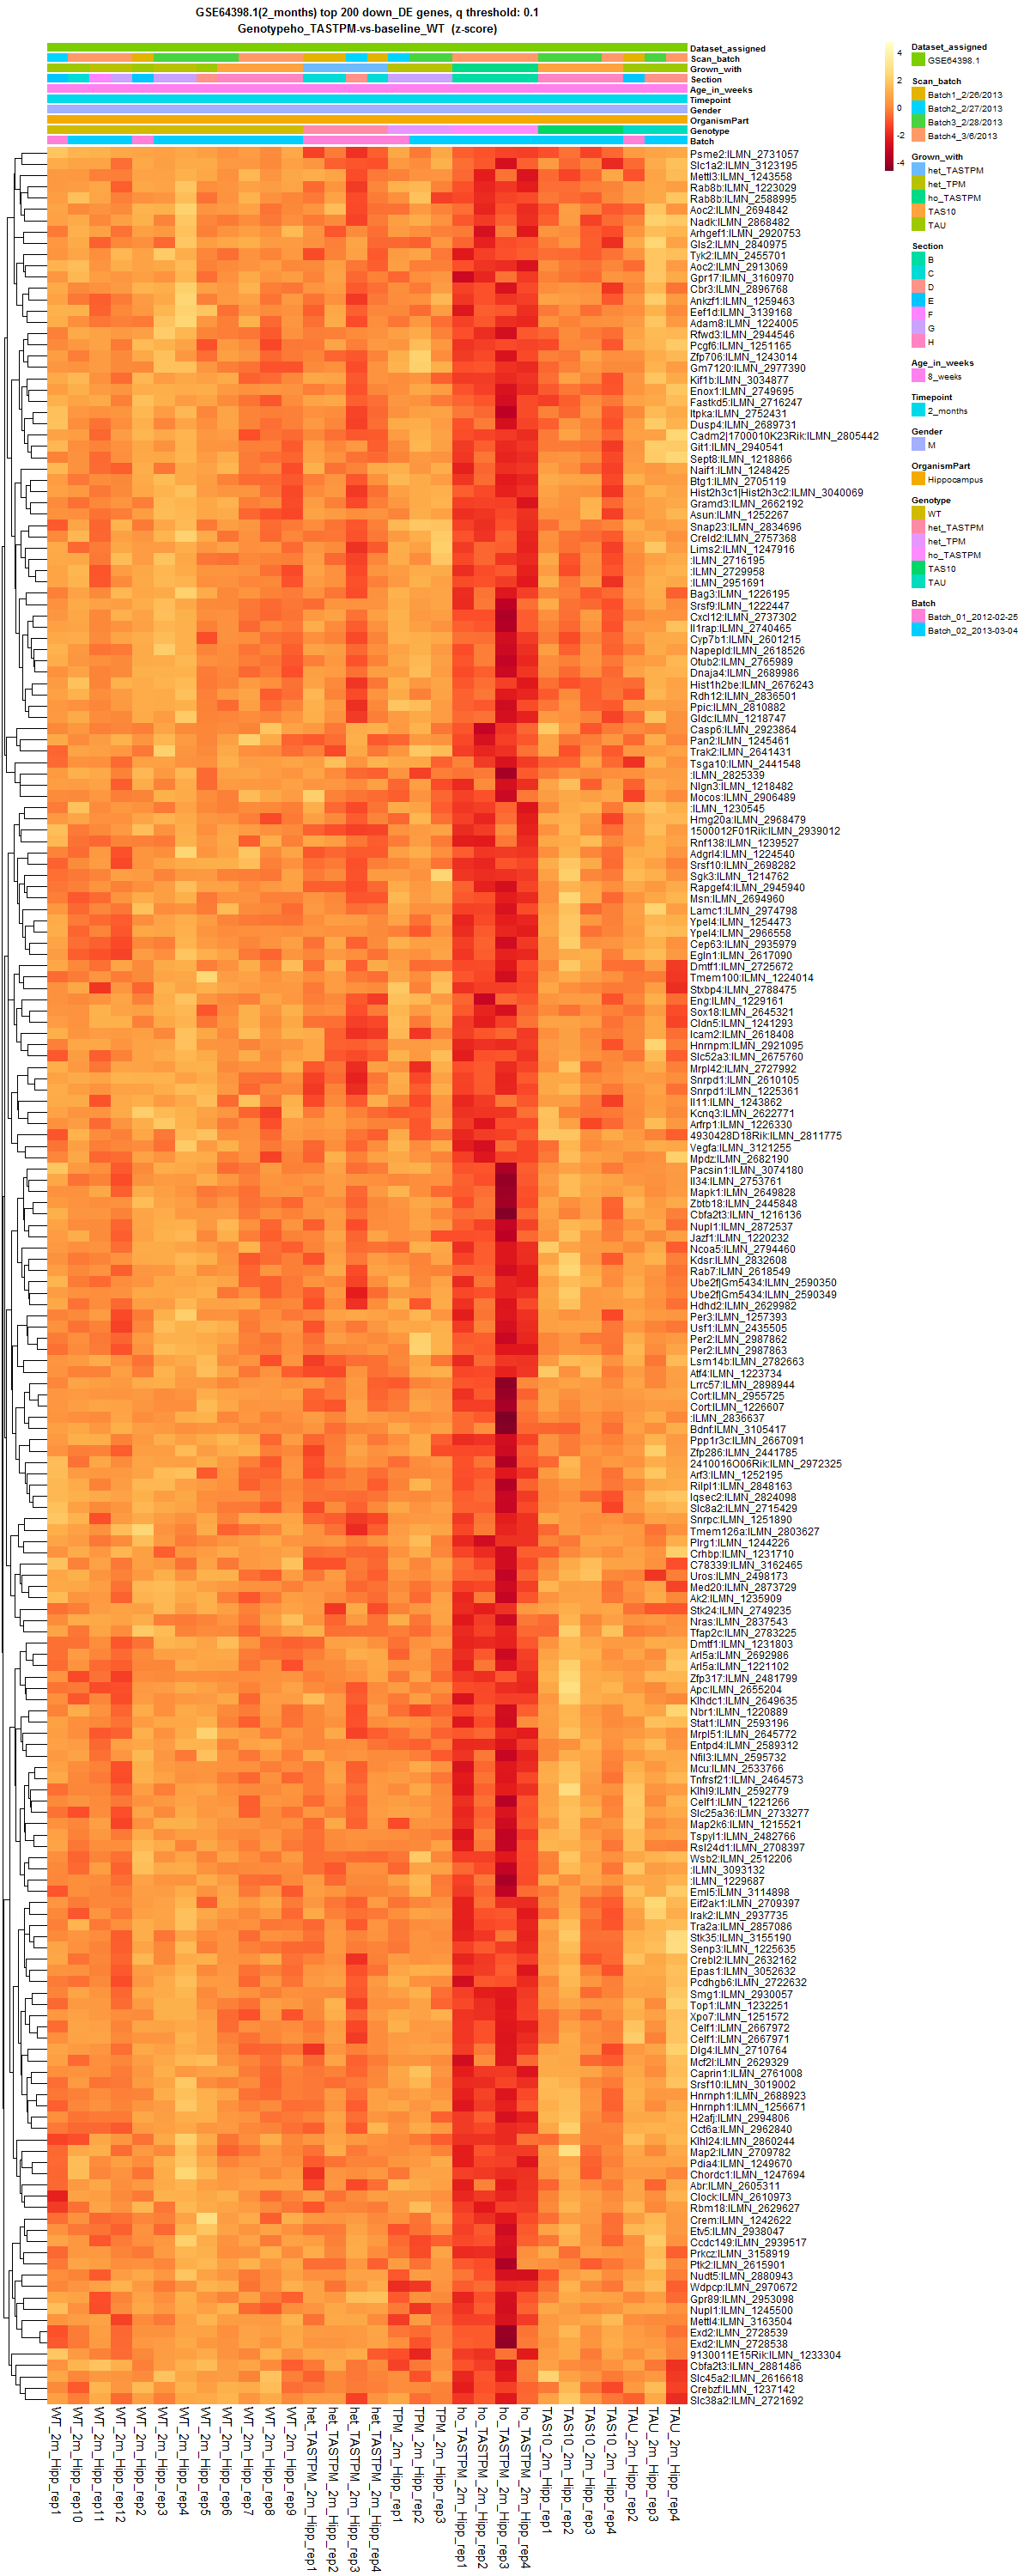 GSE64398.1(2_months) top 200 down_DE genes, q threshold: 0.1
Genotypeho_TASTPM-vs-baseline_WT (z-score)
Dataset_assigned
Scan_batch
Grown_with
Section
Age_in_weeks
Timepoint
Gender
OrganismPart
Genotype
Batch
Psme2:ILMN_2731057
Slc1a2:ILMN_3123195
Mettl3:ILMN_1243558
Rab8b:ILMN_1223029
Rab8b:ILMN_2588995
Aoc2:ILMN_2694842
Nadk:ILMN_2868482
Arhgef1:ILMN_2920753
Gls2:ILMN_2840975
Tyk2:ILMN_2455701
Aoc2:ILMN_2913069
Gpr17:ILMN_3160970
Cbr3:ILMN_2896768
Ankzf1:ILMN_1259463
Eef1d:ILMN_3139168
Adam8:ILMN_1224005
Rfwd3:ILMN_2944546
Pcgf6:ILMN_1251165
Zfp706:ILMN_1243014
Gm7120:ILMN_2977390
Kif1b:ILMN_3034877
Enox1:ILMN_2749695
Fastkd5:ILMN_2716247
Itpka:ILMN_2752431
Dusp4:ILMN_2689731
Cadm2|1700010K23Rik:ILMN_2805442
Git1:ILMN_2940541
Sept8:ILMN_1218866
Naif1:ILMN_1248425
Btg1:ILMN_2705119
Hist2h3c1|Hist2h3c2:ILMN_3040069
Gramd3:ILMN_2662192
Asun:ILMN_1252267
Snap23:ILMN_2834696
Creld2:ILMN_2757368
Lims2:ILMN_1247916
:ILMN_2716195
:ILMN_2729958
:ILMN_2951691
Bag3:ILMN_1226195
Srsf9:ILMN_1222447
Cxcl12:ILMN_2737302
Il1rap:ILMN_2740465
Cyp7b1:ILMN_2601215
Napepld:ILMN_2618526
Otub2:ILMN_2765989
Dnaja4:ILMN_2689986
Hist1h2be:ILMN_2676243
Rdh12:ILMN_2836501
Ppic:ILMN_2810882
Gldc:ILMN_1218747
Casp6:ILMN_2923864
Pan2:ILMN_1245461
Trak2:ILMN_2641431
Tsga10:ILMN_2441548
:ILMN_2825339
Nlgn3:ILMN_1218482
Mocos:ILMN_2906489
:ILMN_1230545
Hmg20a:ILMN_2968479
1500012F01Rik:ILMN_2939012
Rnf138:ILMN_1239527
Adgrl4:ILMN_1224540
Srsf10:ILMN_2698282
Sgk3:ILMN_1214762
Rapgef4:ILMN_2945940
Msn:ILMN_2694960
Lamc1:ILMN_2974798
Ypel4:ILMN_1254473
Ypel4:ILMN_2966558
Cep63:ILMN_2935979
Egln1:ILMN_2617090
Dmtf1:ILMN_2725672
Tmem100:ILMN_1224014
Stxbp4:ILMN_2788475
Eng:ILMN_1229161
Sox18:ILMN_2645321
Cldn5:ILMN_1241293
Icam2:ILMN_2618408
Hnrnpm:ILMN_2921095
Slc52a3:ILMN_2675760
Mrpl42:ILMN_2727992
Snrpd1:ILMN_2610105
Snrpd1:ILMN_1225361
Il11:ILMN_1243862
Kcnq3:ILMN_2622771
Arfrp1:ILMN_1226330
4930428D18Rik:ILMN_2811775
Vegfa:ILMN_3121255
Mpdz:ILMN_2682190
Pacsin1:ILMN_3074180
Il34:ILMN_2753761
Mapk1:ILMN_2649828
Zbtb18:ILMN_2445848
Cbfa2t3:ILMN_1216136
Nupl1:ILMN_2872537
Jazf1:ILMN_1220232
Ncoa5:ILMN_2794460
Kdsr:ILMN_2832608
Rab7:ILMN_2618549
Ube2f|Gm5434:ILMN_2590350
Ube2f|Gm5434:ILMN_2590349
Hdhd2:ILMN_2629982
Per3:ILMN_1257393
Usf1:ILMN_2435505
Per2:ILMN_2987862
Per2:ILMN_2987863
Lsm14b:ILMN_2782663
Atf4:ILMN_1223734
Lrrc57:ILMN_2898944
Cort:ILMN_2955725
Cort:ILMN_1226607
:ILMN_2836637
Bdnf:ILMN_3105417
Ppp1r3c:ILMN_2667091
Zfp286:ILMN_2441785
2410016O06Rik:ILMN_2972325
Arf3:ILMN_1252195
Rilpl1:ILMN_2848163
Iqsec2:ILMN_2824098
Slc8a2:ILMN_2715429
Snrpc:ILMN_1251890
Tmem126a:ILMN_2803627
Plrg1:ILMN_1244226
Crhbp:ILMN_1231710
C78339:ILMN_3162465
Uros:ILMN_2498173
Med20:ILMN_2873729
Ak2:ILMN_1235909
Stk24:ILMN_2749235
Nras:ILMN_2837543
Tfap2c:ILMN_2783225
Dmtf1:ILMN_1231803
Arl5a:ILMN_2692986
Arl5a:ILMN_1221102
Zfp317:ILMN_2481799
Apc:ILMN_2655204
Klhdc1:ILMN_2649635
Nbr1:ILMN_1220889
Stat1:ILMN_2593196
Mrpl51:ILMN_2645772
Entpd4:ILMN_2589312
Nfil3:ILMN_2595732
Mcu:ILMN_2533766
Tnfrsf21:ILMN_2464573
Klhl9:ILMN_2592779
Celf1:ILMN_1221266
Slc25a36:ILMN_2733277
Map2k6:ILMN_1215521
Tspyl1:ILMN_2482766
Rsl24d1:ILMN_2708397
Wsb2:ILMN_2512206
:ILMN_3093132
:ILMN_1229687
Eml5:ILMN_3114898
Eif2ak1:ILMN_2709397
Irak2:ILMN_2937735
Tra2a:ILMN_2857086
Stk35:ILMN_3155190
Senp3:ILMN_1225635
Crebl2:ILMN_2632162
Epas1:ILMN_3052632
Pcdhgb6:ILMN_2722632
Smg1:ILMN_2930057
Top1:ILMN_1232251
Xpo7:ILMN_1251572
Celf1:ILMN_2667972
Celf1:ILMN_2667971
Dlg4:ILMN_2710764
Mcf2l:ILMN_2629329
Caprin1:ILMN_2761008
Srsf10:ILMN_3019002
Hnrnph1:ILMN_2688923
Hnrnph1:ILMN_1256671
H2afj:ILMN_2994806
Cct6a:ILMN_2962840
Klhl24:ILMN_2860244
Map2:ILMN_2709782
Pdia4:ILMN_1249670
Chordc1:ILMN_1247694
Abr:ILMN_2605311
Clock:ILMN_2610973
Rbm18:ILMN_2629627
Crem:ILMN_1242622
Etv5:ILMN_2938047
Ccdc149:ILMN_2939517
Prkcz:ILMN_3158919
Ptk2:ILMN_2615901
Nudt5:ILMN_2880943
Wdpcp:ILMN_2970672
Gpr89:ILMN_2953098
Nupl1:ILMN_1245500
Mettl4:ILMN_3163504
Exd2:ILMN_2728539
Exd2:ILMN_2728538
9130011E15Rik:ILMN_1233304
Cbfa2t3:ILMN_2881486
Slc45a2:ILMN_2616618
Crebzf:ILMN_1237142
Slc38a2:ILMN_2721692
WT_2m_Hipp_rep1
WT_2m_Hipp_rep10
WT_2m_Hipp_rep11
WT_2m_Hipp_rep12
WT_2m_Hipp_rep2
WT_2m_Hipp_rep3
WT_2m_Hipp_rep4
WT_2m_Hipp_rep5
WT_2m_Hipp_rep6
WT_2m_Hipp_rep7
WT_2m_Hipp_rep8
WT_2m_Hipp_rep9
het_TASTPM_2m_Hipp_rep1
het_TASTPM_2m_Hipp_rep2
het_TASTPM_2m_Hipp_rep3
het_TASTPM_2m_Hipp_rep4
TPM_2m_Hipp_rep1
TPM_2m_Hipp_rep2
TPM_2m_Hipp_rep3
ho_TASTPM_2m_Hipp_rep1
ho_TASTPM_2m_Hipp_rep2
ho_TASTPM_2m_Hipp_rep3
ho_TASTPM_2m_Hipp_rep4
TAS10_2m_Hipp_rep1
TAS10_2m_Hipp_rep2
TAS10_2m_Hipp_rep3
TAS10_2m_Hipp_rep4
TAU_2m_Hipp_rep2
TAU_2m_Hipp_rep3
TAU_2m_Hipp_rep4
4
2
0
-2
-4
Dataset_assigned
GSE64398.1
Scan_batch
Batch1_2/26/2013
Batch2_2/27/2013
Batch3_2/28/2013
Batch4_3/6/2013
Grown_with
het_TASTPM
het_TPM
ho_TASTPM
TAS10
TAU
Section
B
C
D
E
F
G
H
Age_in_weeks
8_weeks
Timepoint
2_months
Gender
M
OrganismPart
Hippocampus
Genotype
WT
het_TASTPM
het_TPM
ho_TASTPM
TAS10
TAU
Batch
Batch_01_2012-02-25
Batch_02_2013-03-04